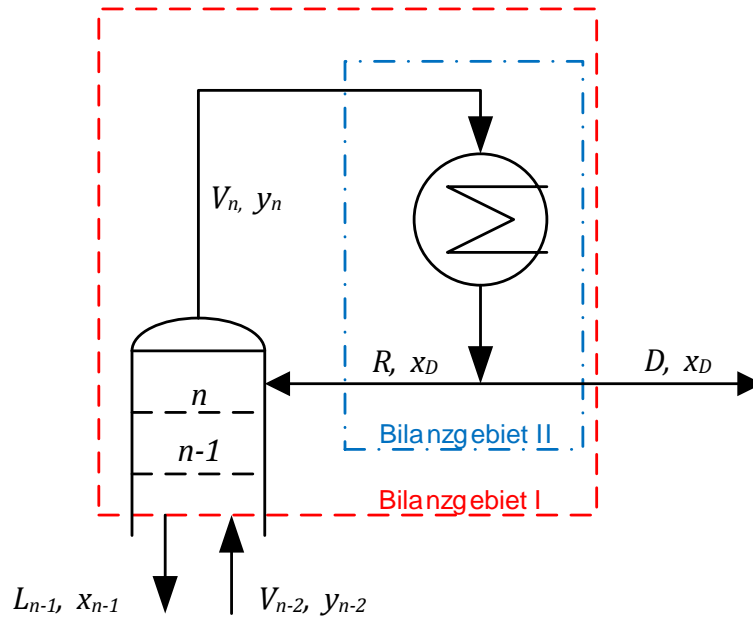 Vn, yn
R, xD
D, xD
n
n-1
Bilanzgebiet II
Bilanzgebiet I
Ln-1, xn-1
Vn-2, yn-2